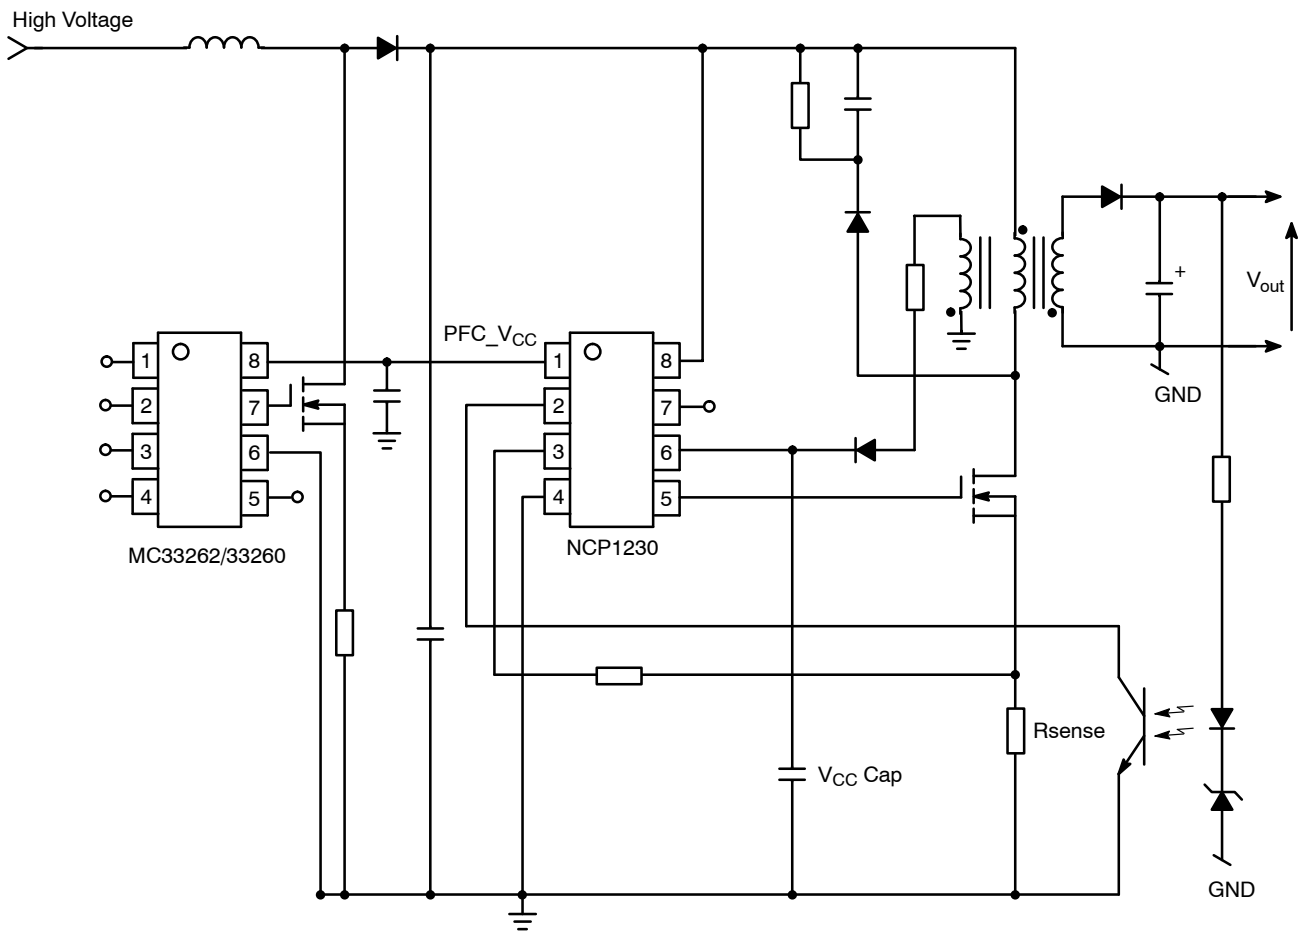 High Voltage
PFC_VCC
1 8
2 7
3 6
4 5
MC33262/33260
1 8
2 7
3 6
4 5
NCP1230
+
Vout
GND
Rsense
VCC Cap
GND